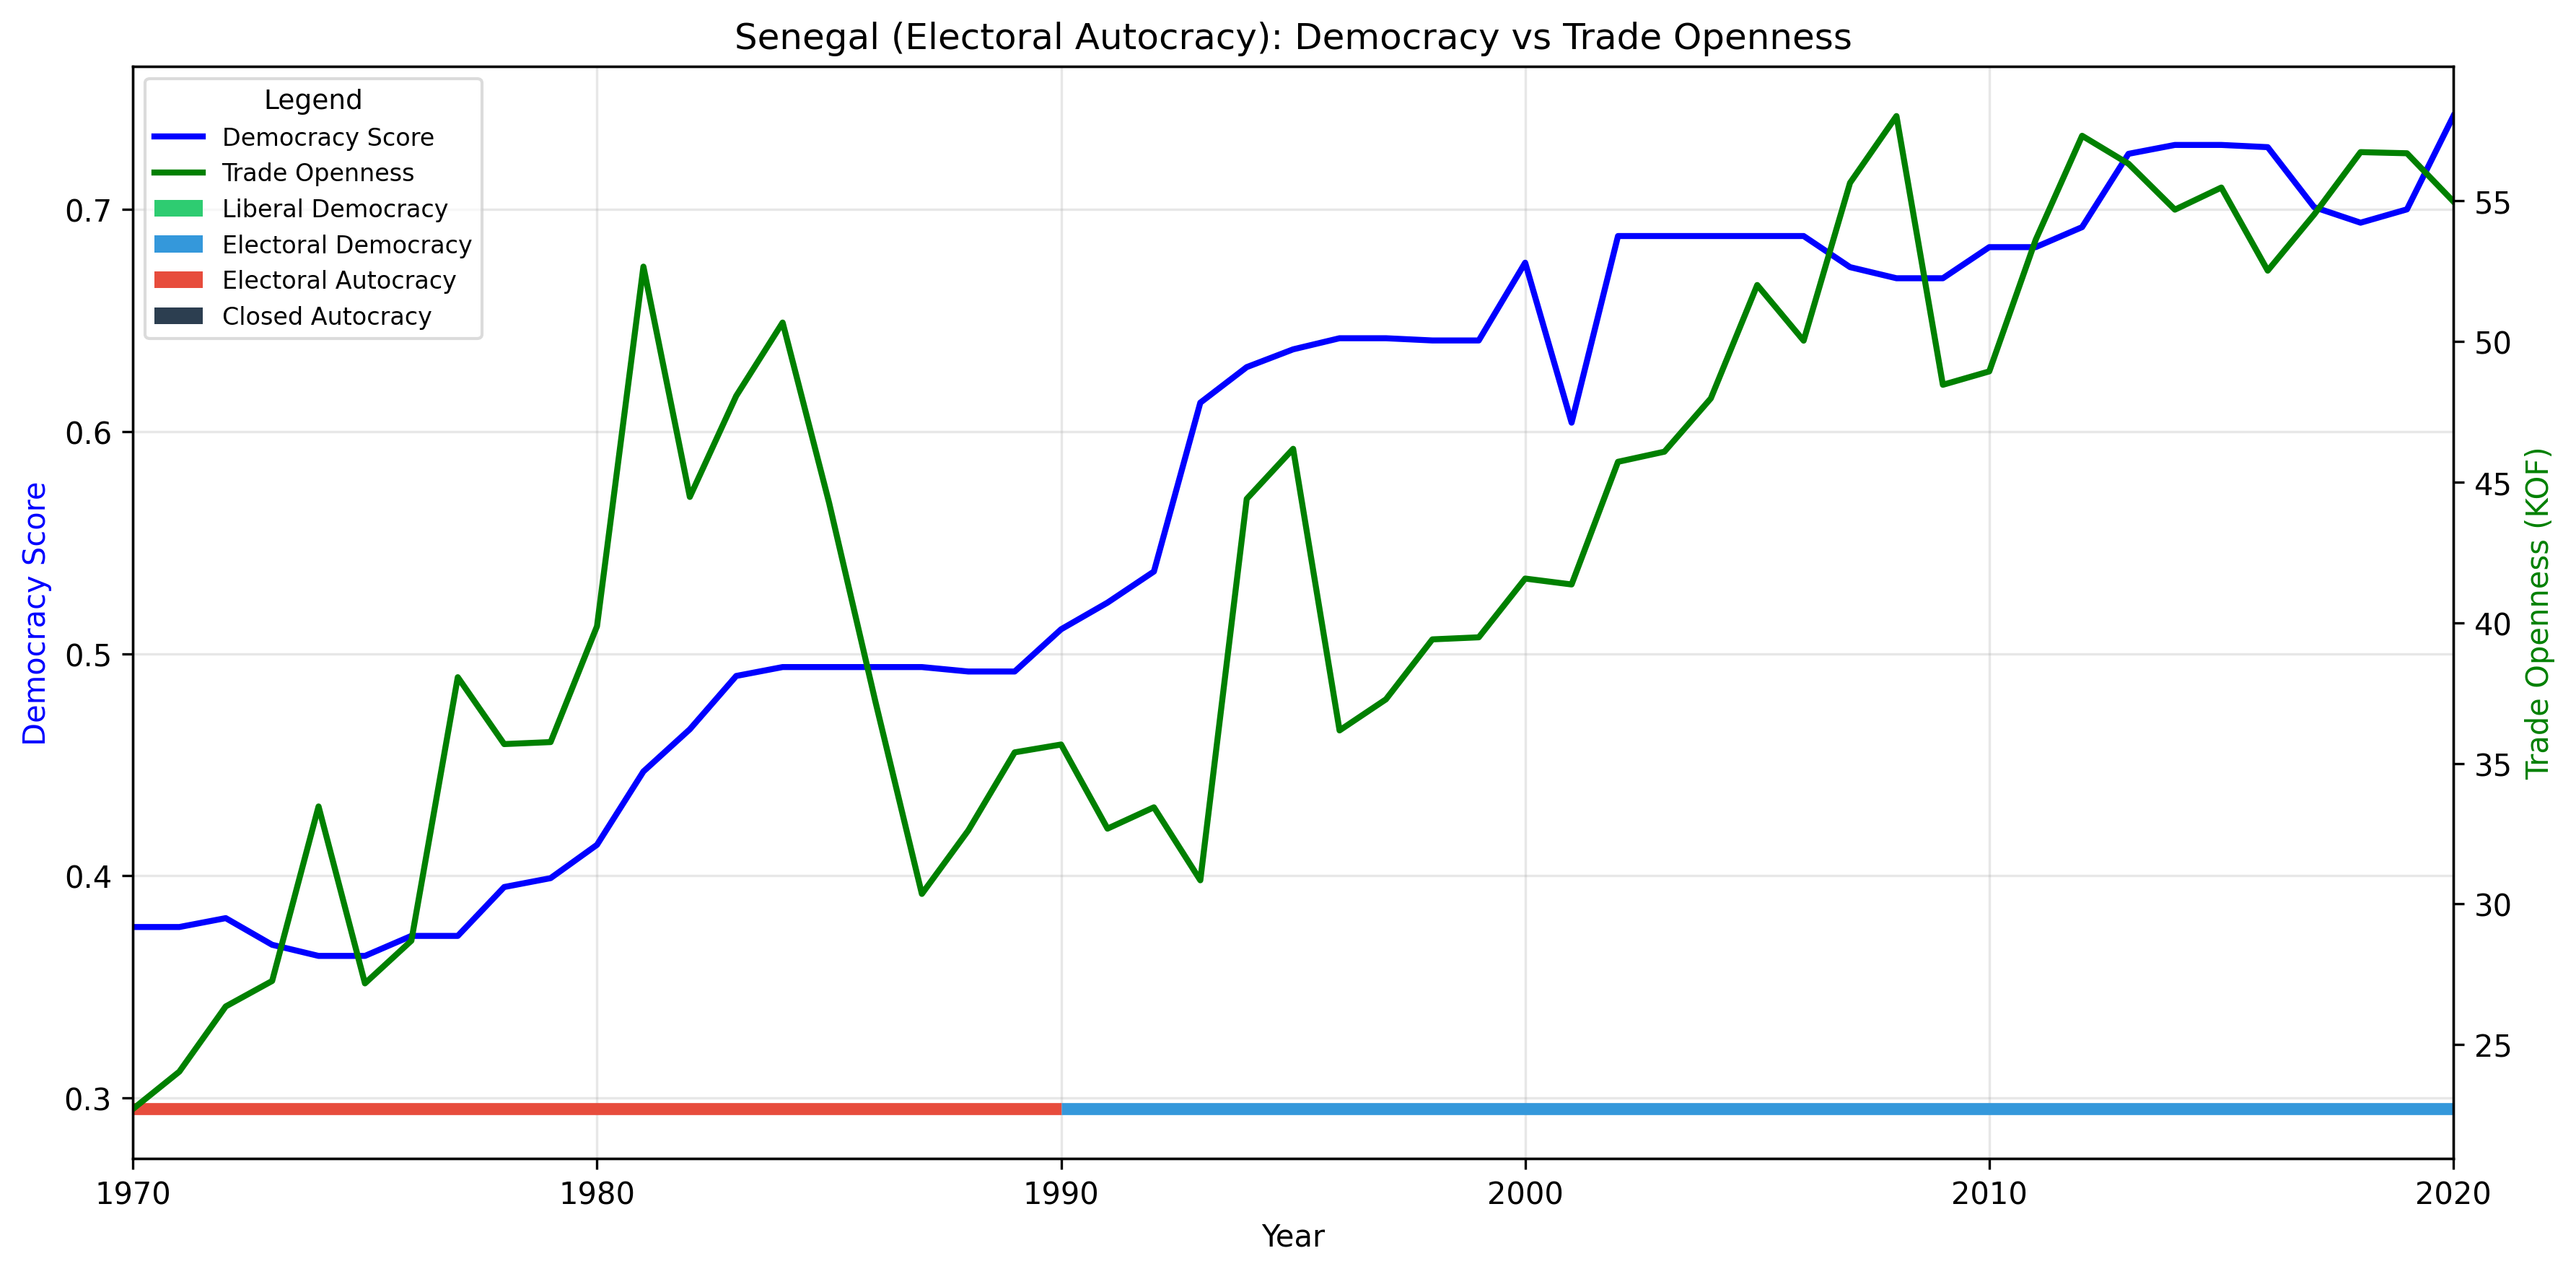 Senegal (Electoral Autocracy): Democracy vs Trade Openness
Legend
Democracy Score
Trade Openness
Liberal Democracy
Electoral Democracy
Electoral Autocracy
Closed Autocracy
Democracy Score
0.7
0.6
0.5
0.4
0.3
55
50
45
40
35
30
25
Trade Openness (KOF)
1970 1980 1990 2000 2010 2020
Year